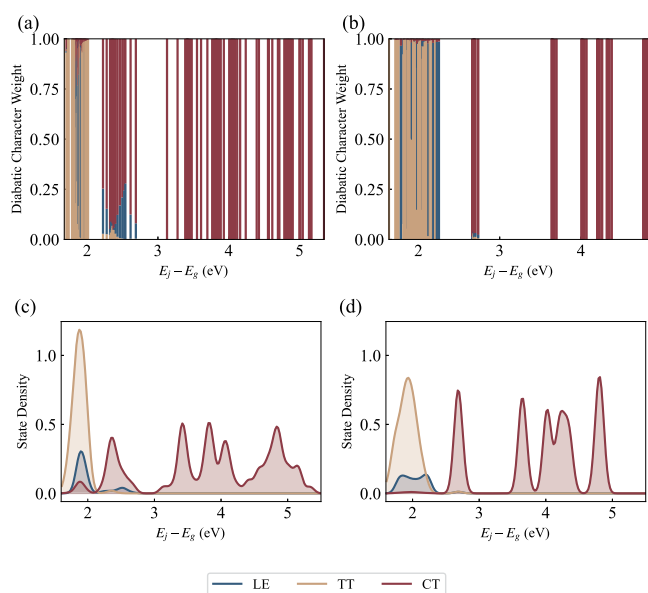 (a)
(b)
1.00
0.75
0.50
0.25
0.00
Diabatic Character Weight
2 3 4 5
E_j − E_g (eV)
1.00
0.75
0.50
0.25
0.00
Diabatic Character Weight
2 3 4
E_j − E_g (eV)
(c)
(d)
1.0
0.5
0.0
State Density
2 3 4 5
E_j − E_g (eV)
1.0
0.5
0.0
State Density
2 3 4 5
E_j − E_g (eV)
LE TT CT